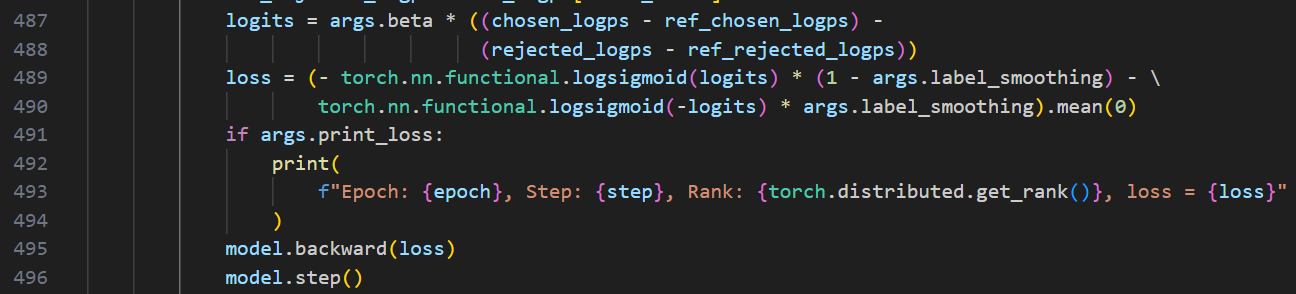 487 logits = args.beta * ((chosen_logps - ref_chosen_logps) -
488 (rejected_logps - ref_rejected_logps))
489 loss = (- torch.nn.functional.logsigmoid(logits) * (1 - args.label_smoothing) - \
490 torch.nn.functional.logsigmoid(-logits) * args.label_smoothing).mean(0)
491 if args.print_loss:
492 print(
493 f"Epoch: {epoch}, Step: {step}, Rank: {torch.distributed.get_rank()}, loss = {loss}"
494 )
495 model.backward(loss)
496 model.step()